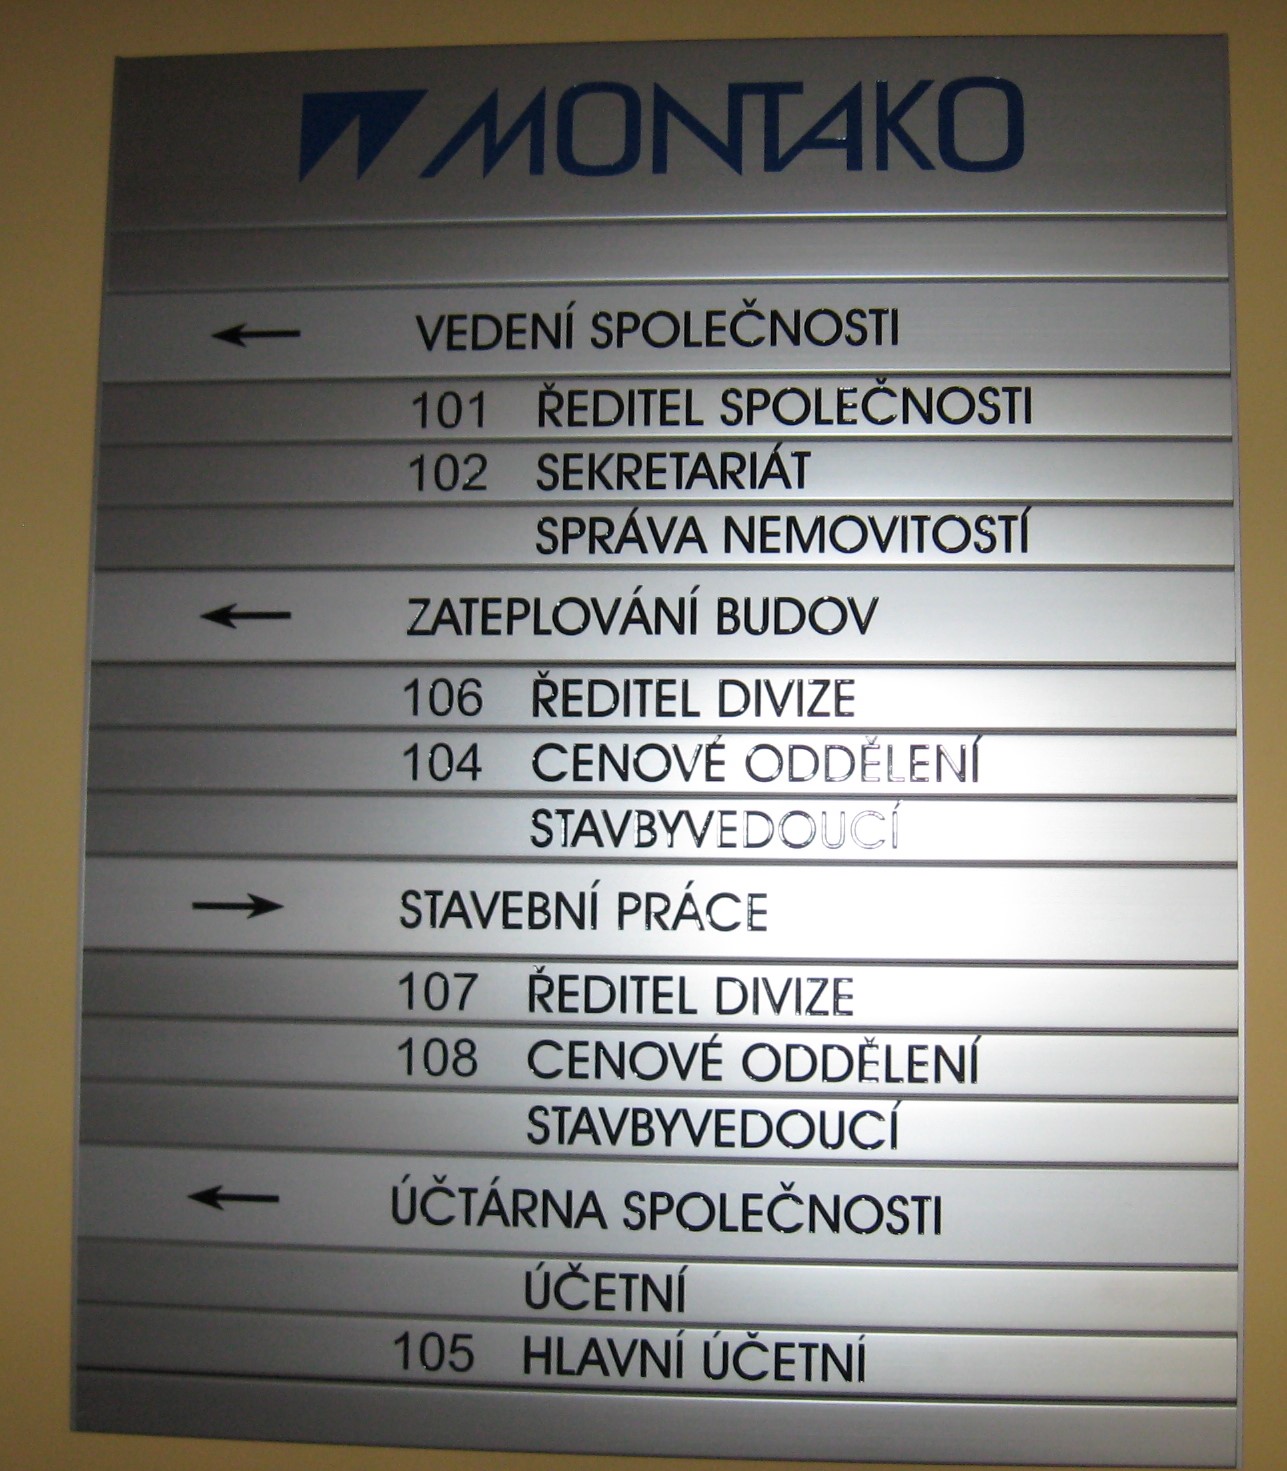 MONTAKO
← VEDENÍ SPOLEČNOSTI
101 ŘEDITEL SPOLEČNOSTI
102 SEKRETARIÁT
SPRÁVA NEMOVITOSTÍ
← ZATEPLOVÁNÍ BUDOV
106 ŘEDITEL DIVIZE
104 CENOVÉ ODDĚLENÍ
STAVBYVEDOUCÍ
→ STAVEBNÍ PRÁCE
107 ŘEDITEL DIVIZE
108 CENOVÉ ODDĚLENÍ
STAVBYVEDOUCÍ
← ÚČTÁRNA SPOLEČNOSTI
ÚČETNÍ
105 HLAVNÍ ÚČETNÍ